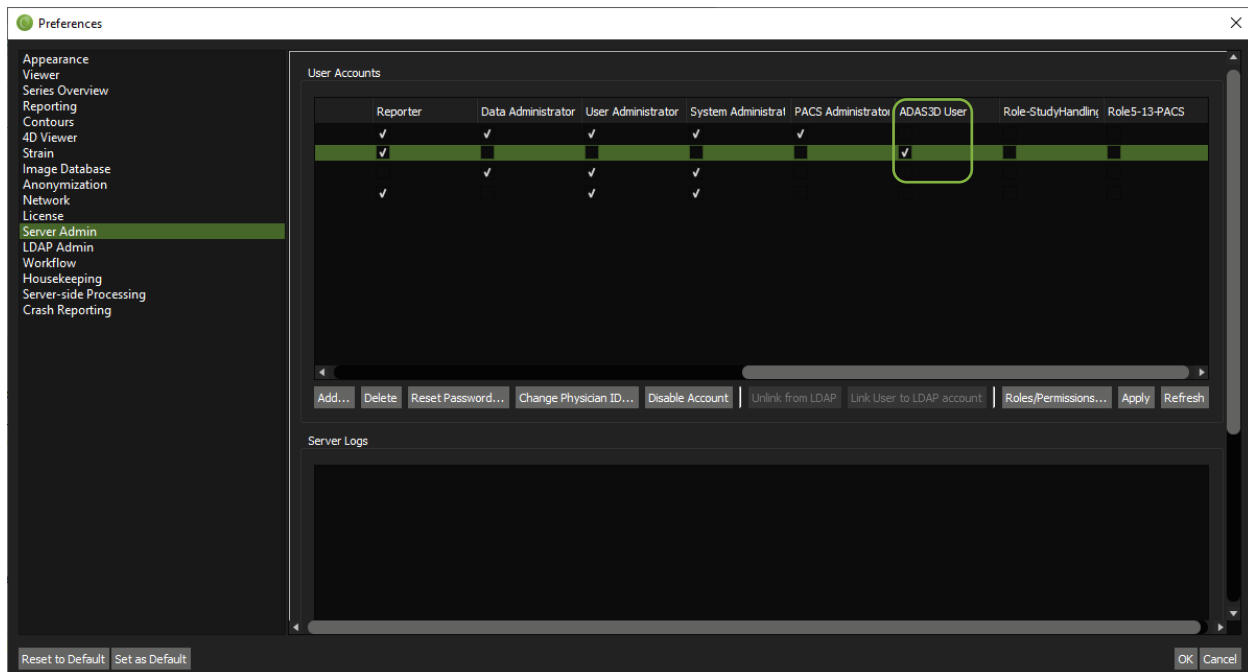 Preferences
Appearance
Viewer
Series Overview
Reporting
Contours
4D Viewer
Strain
Image Database
Anonymization
Network
License
Server Admin
LDAP Admin
Workflow
Housekeeping
Server-side Processing
Crash Reporting
User Accounts
Reporter Data Administrator User Administrator System Administrat PACS Administrator ADAS3D User Role-StudyHandling Role5-13-PACS
Add... Delete Reset Password... Change Physician ID... Disable Account Unlink from LDAP Link User to LDAP account Roles/Permissions... Apply Refresh
Server Logs
Reset to Default Set as Default OK Cancel